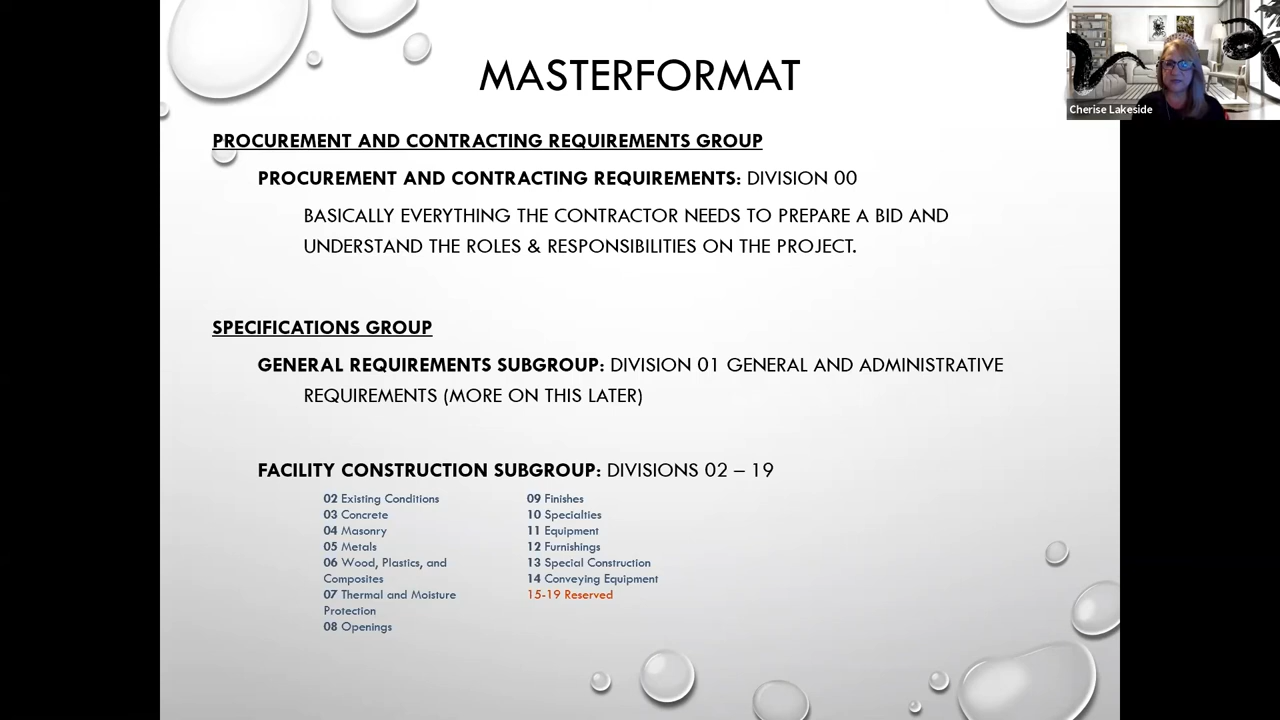 MASTERFORMAT
Cherise Lakeside
PROCUREMENT AND CONTRACTING REQUIREMENTS GROUP
PROCUREMENT AND CONTRACTING REQUIREMENTS: DIVISION 00
BASICALLY EVERYTHING THE CONTRACTOR NEEDS TO PREPARE A BID AND
UNDERSTAND THE ROLES & RESPONSIBILITIES ON THE PROJECT.
SPECIFICATIONS GROUP
GENERAL REQUIREMENTS SUBGROUP: DIVISION 01 GENERAL AND ADMINISTRATIVE
REQUIREMENTS (MORE ON THIS LATER)
FACILITY CONSTRUCTION SUBGROUP: DIVISIONS 02 – 19
02 Existing Conditions
03 Concrete
04 Masonry
05 Metals
06 Wood, Plastics, and
Composites
07 Thermal and Moisture
Protection
08 Openings
09 Finishes
10 Specialties
11 Equipment
12 Furnishings
13 Special Construction
14 Conveying Equipment
15-19 Reserved